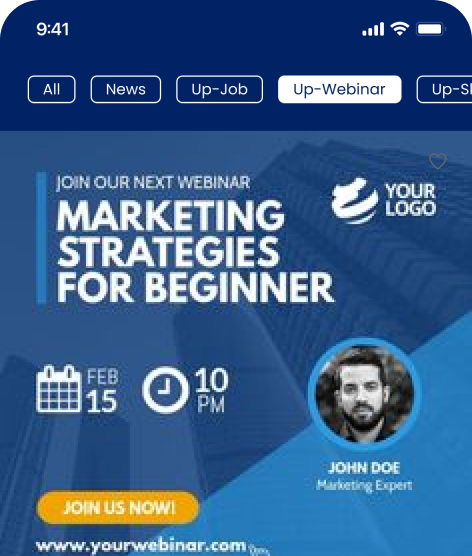 9:41
All News Up-Job Up-Webinar Up-S
JOIN OUR NEXT WEBINAR
MARKETING
STRATEGIES
FOR BEGINNER
YOUR
LOGO
FEB
15
10
PM
JOHN DOE
Marketing Expert
JOIN US NOW!
www.yourwebinar.com